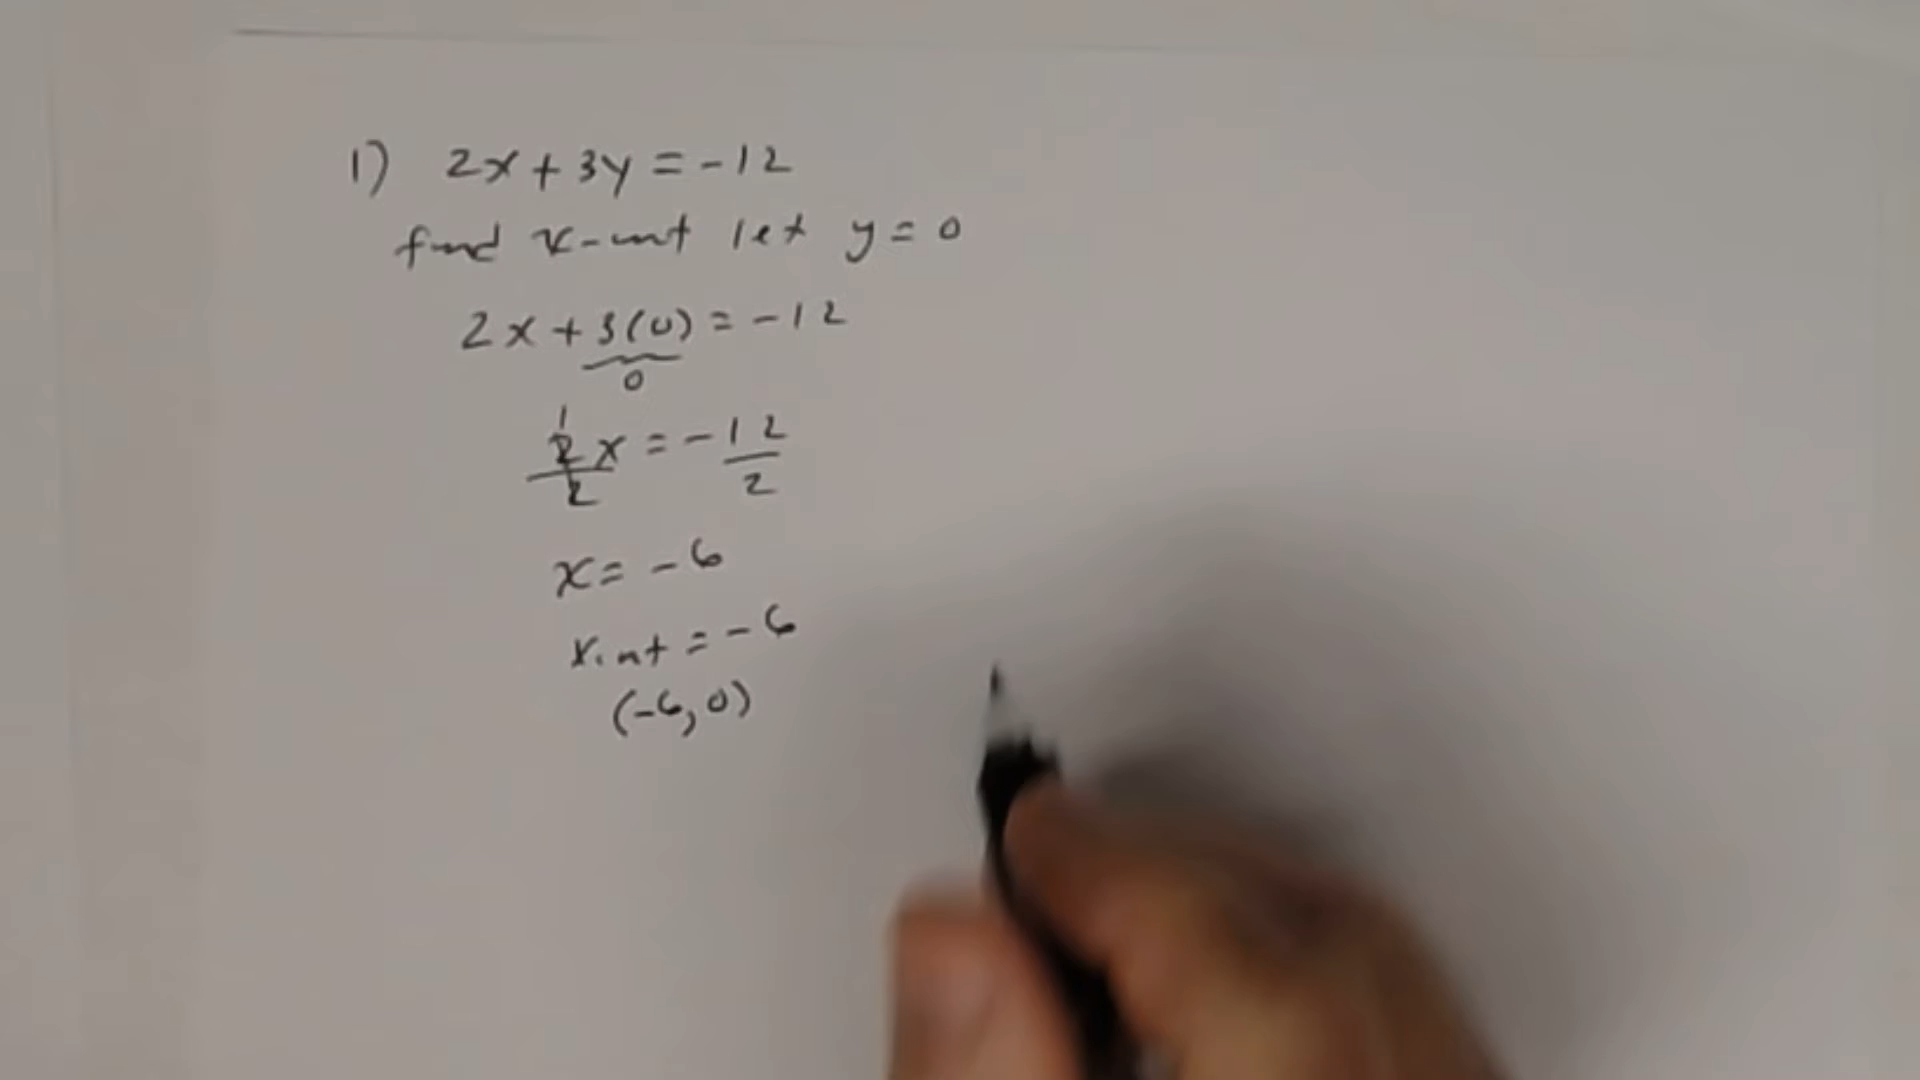 1) 2x + 3y = -12
find x-int let y = 0
2x + 3(0) = -12
0
1
2x = -12
2 2
x = -6
x int = -6
(-6, 0)